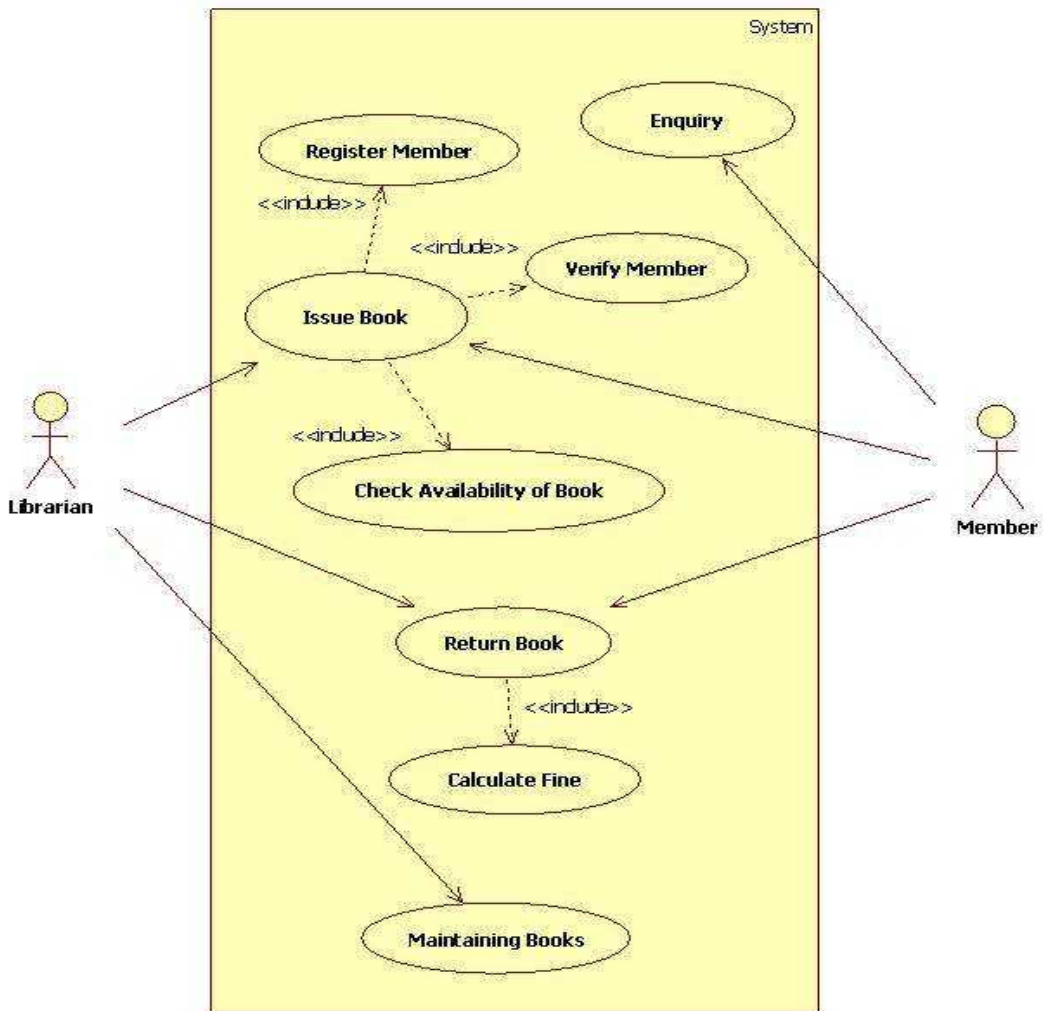 System
Enquiry
Register Member
<<include>>
<<include>>
Verify Member
Issue Book
<<include>>
Check Availability of Book
Librarian
Member
Return Book
<<include>>
Calculate Fine
Maintaining Books